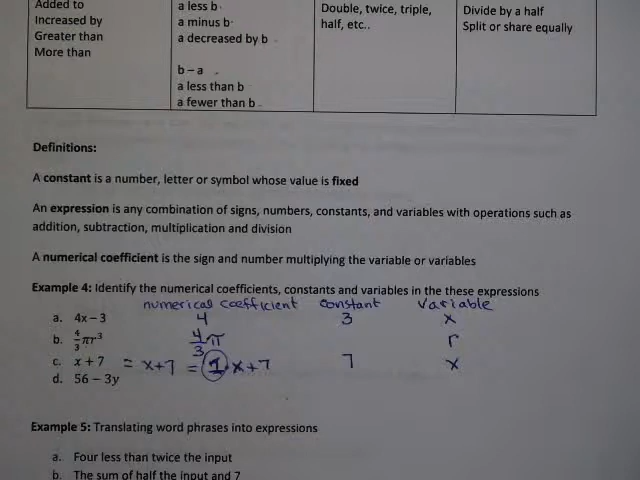 Added to
Increased by
Greater than
More than
a less b
a minus b
a decreased by b
b – a
a less than b
a fewer than b
Double, twice, triple,
half, etc..
Divide by a half
Split or share equally
Definitions:
A constant is a number, letter or symbol whose value is fixed
An expression is any combination of signs, numbers, constants, and variables with operations such as
addition, subtraction, multiplication and division
A numerical coefficient is the sign and number multiplying the variable or variables
Example 4: Identify the numerical coefficients, constants and variables in the these expressions
numerical coefficient constant variable
a. 4x – 3 4 3 x
b. 4/3 πr³ 4/3 π r
c. x + 7 = x+7 = 1·x+7 7 x
d. 56 – 3y
Example 5: Translating word phrases into expressions
a. Four less than twice the input
b. The sum of half the input and 7